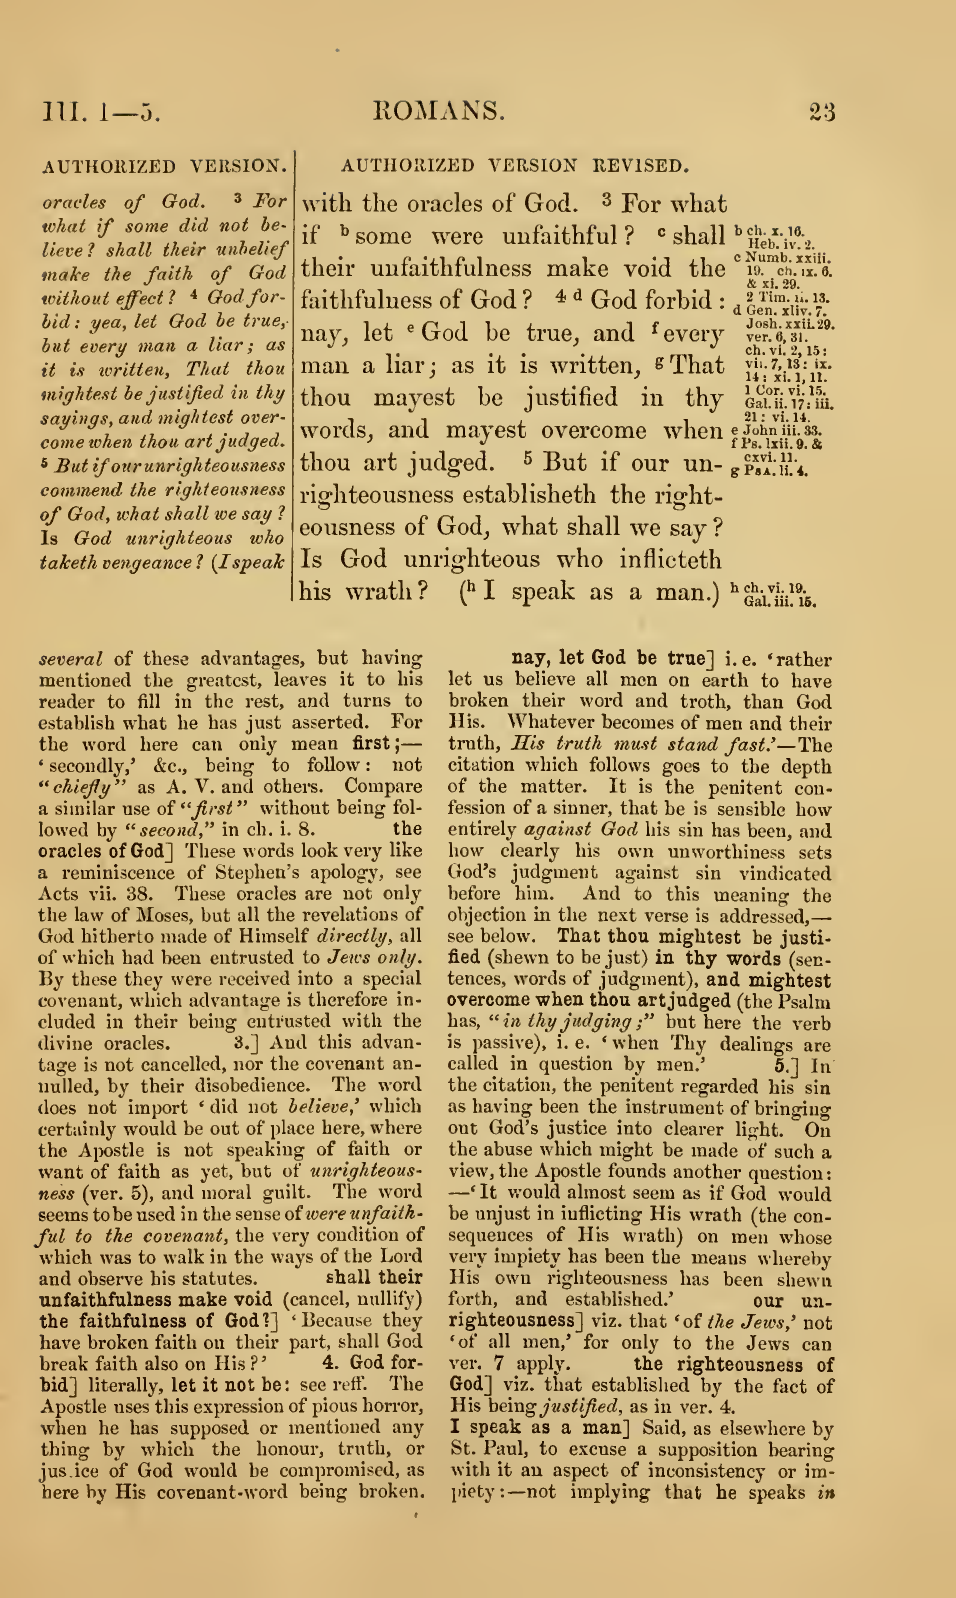 III. 1—5.
ROMANS.
23
AUTHORIZED VERSION.
oracles of God. 3 For
what if some did not be-
lieve? shall their unbelief
make the faith of God
without effect? 4 God for-
bid: yea, let God be true,
but every man a liar; as
it is written, That thou
mightest be justified in thy
sayings, and mightest over-
come when thou art judged.
5 But if our unrighteousness
commend the righteousness
of God, what shall we say?
Is God unrighteous who
taketh vengeance? (I speak
AUTHORIZED VERSION REVISED.
with the oracles of God. 3 For what
if b some were unfaithful? c shall
their unfaithfulness make void the
faithfulness of God? 4 d God forbid:
nay, let e God be true, and f every
man a liar; as it is written, g That
thou mayest be justified in thy
words, and mayest overcome when
thou art judged. 5 But if our un-
righteousness establisheth the right-
eousness of God, what shall we say?
Is God unrighteous who inflicteth
his wrath? (h I speak as a man.)
b ch. x. 16.
Heb. iv. 2.
c Numb. xxiii.
19. ch. ix. 6.
& xi. 29.
2 Tim. ii. 13.
d Gen. xliv. 7.
Josh. xxii. 29.
ver. 6, 31.
ch. vi. 2, 15:
vii. 7, 13: ix.
14: xi. 1, 11.
1 Cor. vi. 15.
Gal. ii. 17: iii.
21: vi. 14.
e John iii. 33.
f Ps. lxii. 9. &
cxvi. 11.
g PSA. li. 4.
h ch. vi. 19.
Gal. iii. 15.
several of these advantages, but having
mentioned the greatest, leaves it to his
reader to fill in the rest, and turns to
establish what he has just asserted. For
the word here can only mean first;—
‘secondly,’ &c., being to follow: not
“chiefly” as A. V. and others. Compare
a similar use of “first” without being fol-
lowed by “second,” in ch. i. 8. the
oracles of God] These words look very like
a reminiscence of Stephen's apology, see
Acts vii. 38. These oracles are not only
the law of Moses, but all the revelations of
God hitherto made of Himself directly, all
of which had been entrusted to Jews only.
By these they were received into a special
covenant, which advantage is therefore in-
cluded in their being entrusted with the
divine oracles. 3.] And this advan-
tage is not cancelled, nor the covenant an-
nulled, by their disobedience. The word
does not import ‘did not believe,’ which
certainly would be out of place here, where
the Apostle is not speaking of faith or
want of faith as yet, but of unrighteous-
ness (ver. 5), and moral guilt. The word
seems to be used in the sense of were unfaith-
ful to the covenant, the very condition of
which was to walk in the ways of the Lord
and observe his statutes. shall their
unfaithfulness make void (cancel, nullify)
the faithfulness of God?] ‘Because they
have broken faith on their part, shall God
break faith also on His?’ 4. God for-
bid] literally, let it not be: see reff. The
Apostle uses this expression of pious horror,
when he has supposed or mentioned any
thing by which the honour, truth, or
jus.ice of God would be compromised, as
here by His covenant-word being broken.
nay, let God be true] i. e. ‘rather
let us believe all men on earth to have
broken their word and troth, than God
His. Whatever becomes of men and their
truth, His truth must stand fast.’—The
citation which follows goes to the depth
of the matter. It is the penitent con-
fession of a sinner, that he is sensible how
entirely against God his sin has been, and
how clearly his own unworthiness sets
God's judgment against sin vindicated
before him. And to this meaning the
objection in the next verse is addressed,—
see below. That thou mightest be justi-
fied (shewn to be just) in thy words (sen-
tences, words of judgment), and mightest
overcome when thou art judged (the Psalm
has, “in thy judging;” but here the verb
is passive), i. e. ‘when Thy dealings are
called in question by men.’ 5.] In
the citation, the penitent regarded his sin
as having been the instrument of bringing
out God's justice into clearer light. On
the abuse which might be made of such a
view, the Apostle founds another question:
—‘It would almost seem as if God would
be unjust in inflicting His wrath (the con-
sequences of His wrath) on men whose
very impiety has been the means whereby
His own righteousness has been shewn
forth, and established.’ our un-
righteousness] viz. that ‘of the Jews,’ not
‘of all men,’ for only to the Jews can
ver. 7 apply. the righteousness of
God] viz. that established by the fact of
His being justified, as in ver. 4.
I speak as a man] Said, as elsewhere by
St. Paul, to excuse a supposition bearing
with it an aspect of inconsistency or im-
piety:—not implying that he speaks in